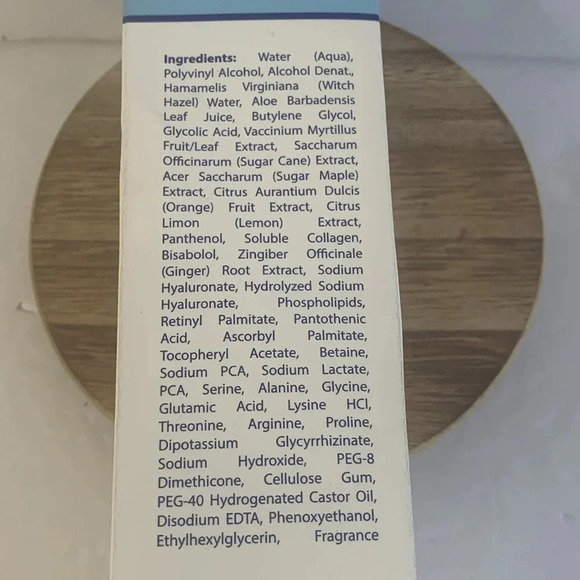 Ingredients: Water (Aqua),
Polyvinyl Alcohol, Alcohol Denat.,
Hamamelis Virginiana (Witch
Hazel) Water, Aloe Barbadensis
Leaf Juice, Butylene Glycol,
Glycolic Acid, Vaccinium Myrtillus
Fruit/Leaf Extract, Saccharum
Officinarum (Sugar Cane) Extract,
Acer Saccharum (Sugar Maple)
Extract, Citrus Aurantium Dulcis
(Orange) Fruit Extract, Citrus
Limon (Lemon) Extract,
Panthenol, Soluble Collagen,
Bisabolol, Zingiber Officinale
(Ginger) Root Extract, Sodium
Hyaluronate, Hydrolyzed Sodium
Hyaluronate, Phospholipids,
Retinyl Palmitate, Pantothenic
Acid, Ascorbyl Palmitate,
Tocopheryl Acetate, Betaine,
Sodium PCA, Sodium Lactate,
PCA, Serine, Alanine, Glycine,
Glutamic Acid, Lysine HCl,
Threonine, Arginine, Proline,
Dipotassium Glycyrrhizinate,
Sodium Hydroxide, PEG-8
Dimethicone, Cellulose Gum,
PEG-40 Hydrogenated Castor Oil,
Disodium EDTA, Phenoxyethanol,
Ethylhexylglycerin, Fragrance